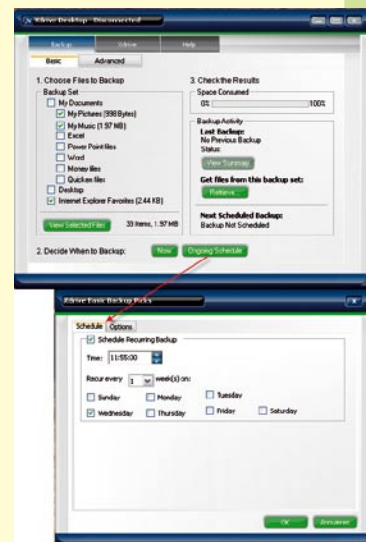 Xdrive Desktop - Disconnected
Backup Xdrive Help
Basic Advanced
1. Choose Files to Backup
Backup Set
My Documents
My Pictures (998 Bytes)
My Music (1.97 MB)
Excel
Power Point files
Word
Money files
Quicken files
Desktop
Internet Explorer Favorites (2.44 KB)
View Selected Files
33 items, 1.97 MB
3. Check the Results
Space Consumed
0% 100%
Backup Activity
Last Backup:
No Previous Backup
Status:
View Summary
Get files from this backup set:
Retrieve...
Next Scheduled Backup:
Backup Not Scheduled
2. Decide When to Backup: Now Ongoing Schedule
Xdrive Basic Backup Picks
Schedule Options
Schedule Recurring Backup
Time: 11:55:00
Recur every 1 week(s) on:
Sunday Monday Tuesday
Wednesday Thursday Friday Saturday
OK Annuleren